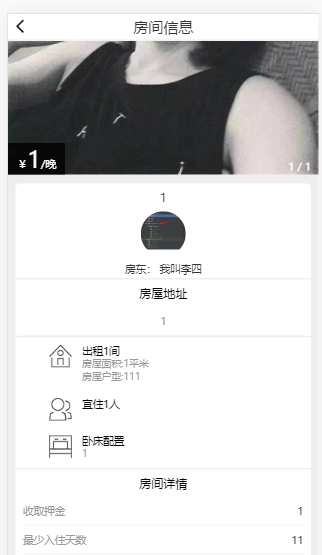 房间信息
¥1/晚
1 / 1
1
房东： 我叫李四
房屋地址
1
出租1间
房屋面积:1平米
房屋户型:111
宜住1人
卧床配置
1
房间详情
收取押金 1
最少入住天数 11